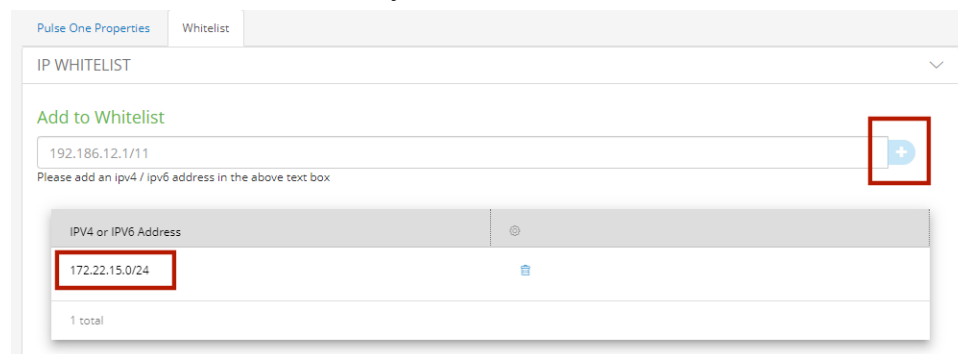 Pulse One Properties Whitelist
IP WHITELIST
Add to Whitelist
192.186.12.1/11
Please add an ipv4 / ipv6 address in the above text box
IPV4 or IPV6 Address
172.22.15.0/24
1 total